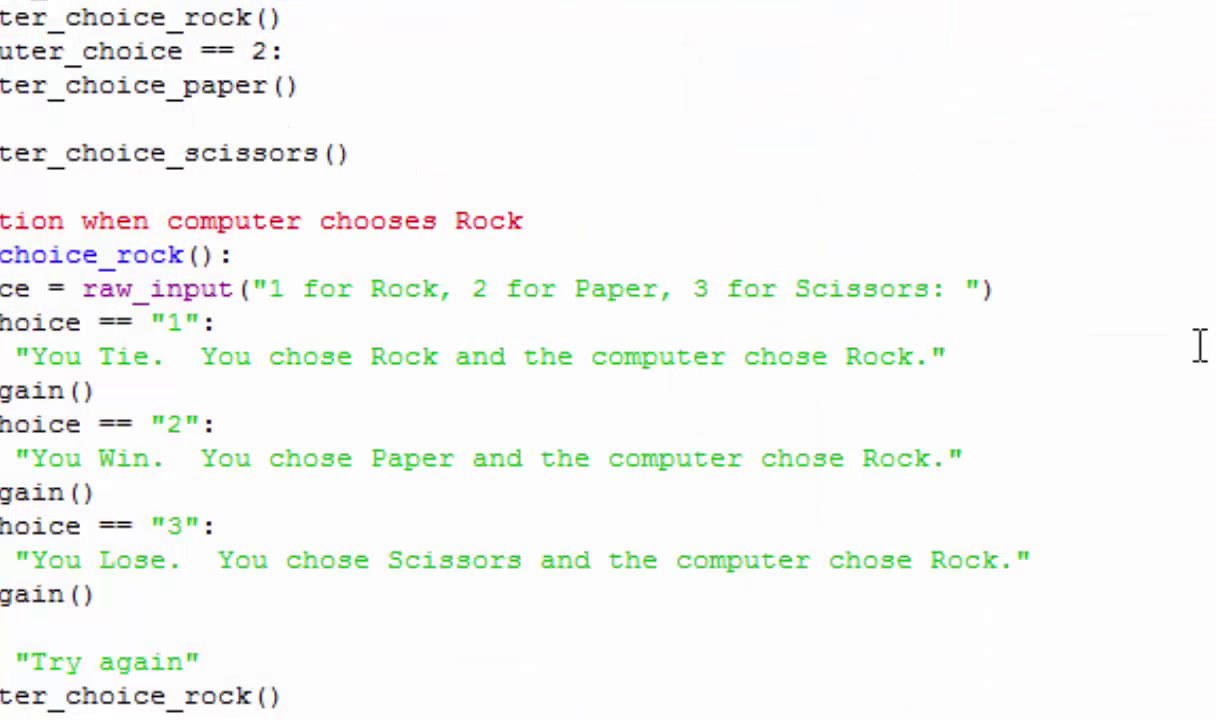 ter_choice_rock()
uter_choice == 2:
ter_choice_paper()
ter_choice_scissors()
tion when computer chooses Rock
choice_rock():
ce = raw_input("1 for Rock, 2 for Paper, 3 for Scissors: ")
hoice == "1":
"You Tie.  You chose Rock and the computer chose Rock."
gain()
hoice == "2":
"You Win.  You chose Paper and the computer chose Rock."
gain()
hoice == "3":
"You Lose.  You chose Scissors and the computer chose Rock."
gain()
"Try again"
ter_choice_rock()